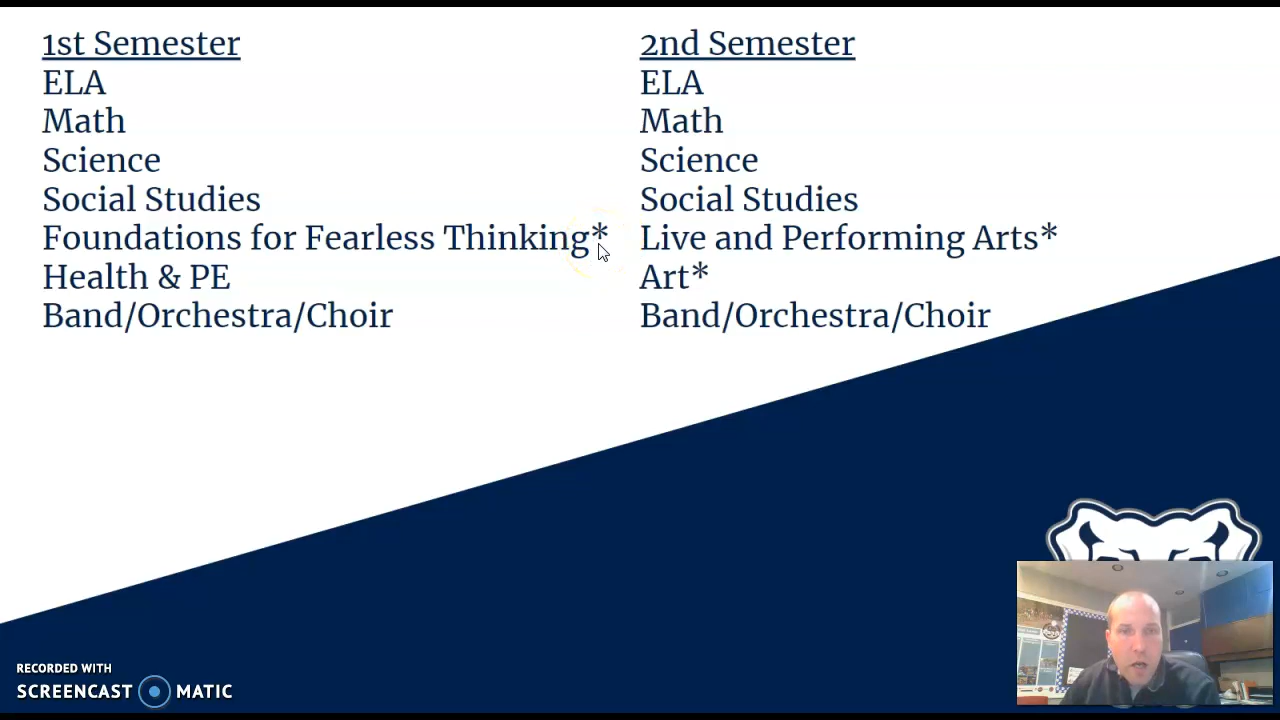 1st Semester
ELA
Math
Science
Social Studies
Foundations for Fearless Thinking*
Health & PE
Band/Orchestra/Choir
2nd Semester
ELA
Math
Science
Social Studies
Live and Performing Arts*
Art*
Band/Orchestra/Choir
RECORDED WITH
SCREENCAST MATIC